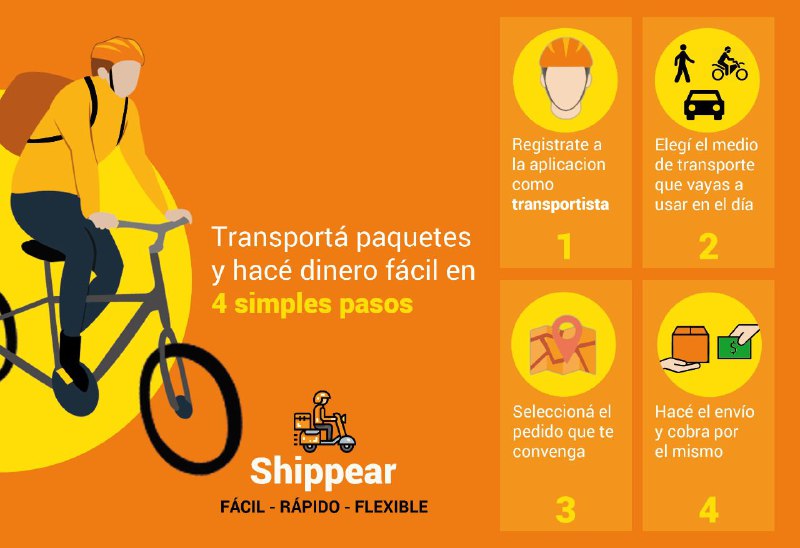 Transportá paquetes
y hacé dinero fácil en
4 simples pasos
Shippear
FÁCIL - RÁPIDO - FLEXIBLE
Registrate a
la aplicacion
como
transportista
1
Elegí el medio
de transporte
que vayas a
usar en el día
2
Seleccioná el
pedido que te
convenga
3
$
Hacé el envío
y cobra por
el mismo
4